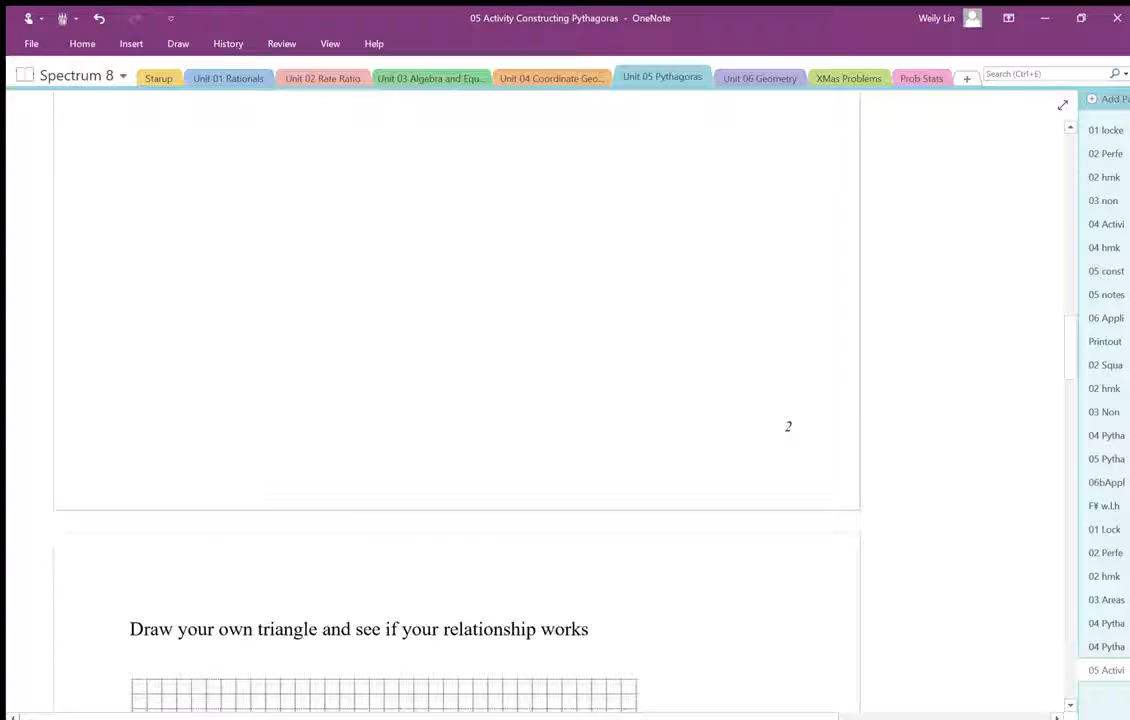 05 Activity Constructing Pythagoras - OneNote
Weily Lin
File Home Insert Draw History Review View Help
Spectrum 8
Starup
Unit 01 Rationals
Unit 02 Rate Ratio
Unit 03 Algebra and Equ...
Unit 04 Coordinate Geo...
Unit 05 Pythagoras
Unit 06 Geometry
XMas Problems
Prob Stats
Search (Ctrl+E)
Add Pa
01 locke
02 Perfe
02 hmk
03 non
04 Activi
04 hmk
05 const
05 notes
06 Appli
Printout
02 Squa
02 hmk
03 Non
04 Pytha
05 Pytha
06bAppl
F¥ w.l.h
01 Lock
02 Perfe
02 hmk
03 Areas
04 Pytha
04 Pytha
05 Activi
2
Draw your own triangle and see if your relationship works